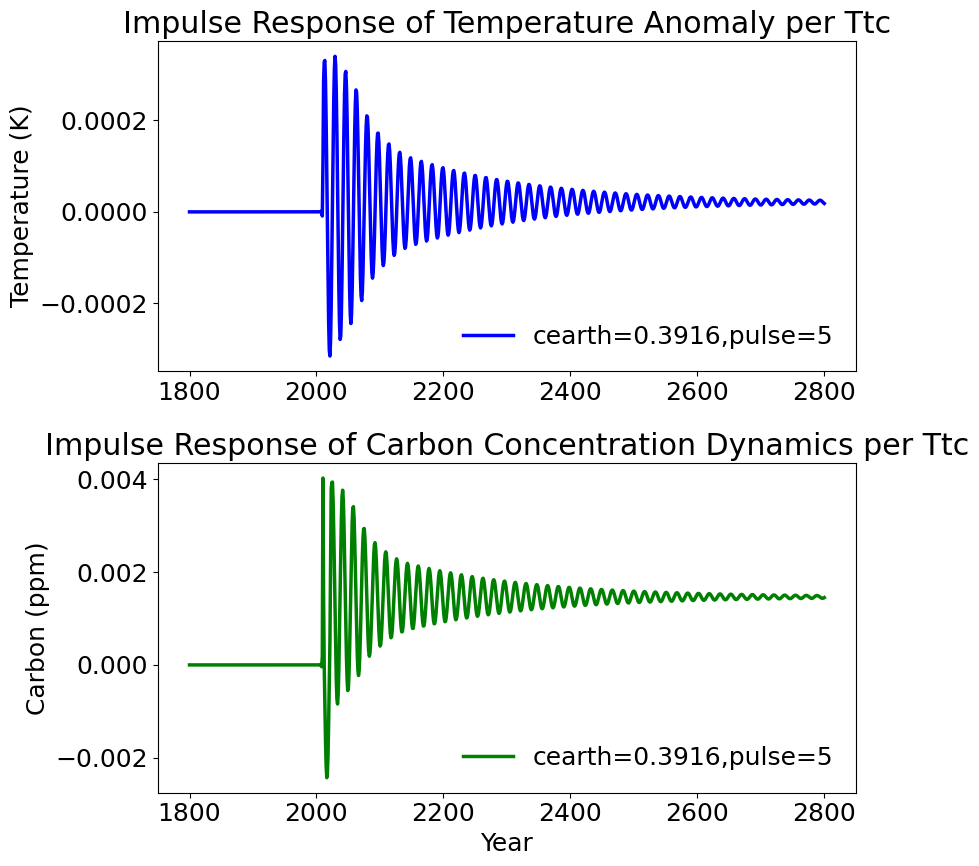 Impulse Response of Temperature Anomaly per Ttc
Temperature (K)
0.0002
0.0000
−0.0002
cearth=0.3916,pulse=5
1800 2000 2200 2400 2600 2800
Impulse Response of Carbon Concentration Dynamics per Ttc
Carbon (ppm)
0.004
0.002
0.000
−0.002
cearth=0.3916,pulse=5
1800 2000 2200 2400 2600 2800
Year